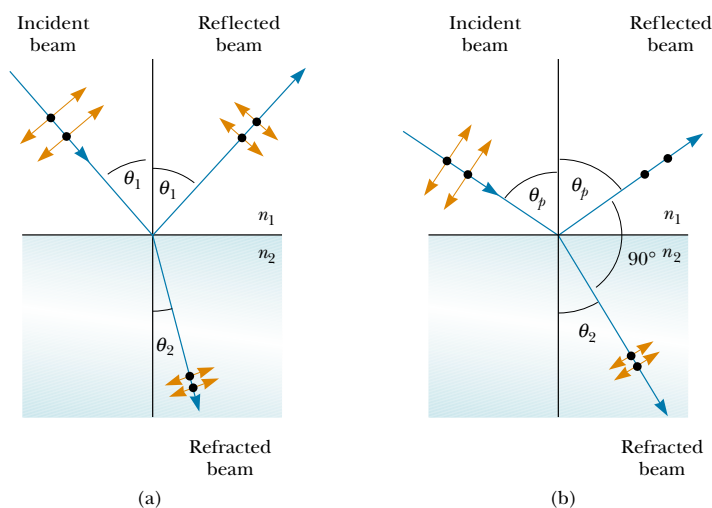 Incident
beam
Reflected
beam
θ1
θ1
n1
n2
θ2
Refracted
beam
(a)
Incident
beam
Reflected
beam
θp
θp
n1
90° n2
θ2
Refracted
beam
(b)